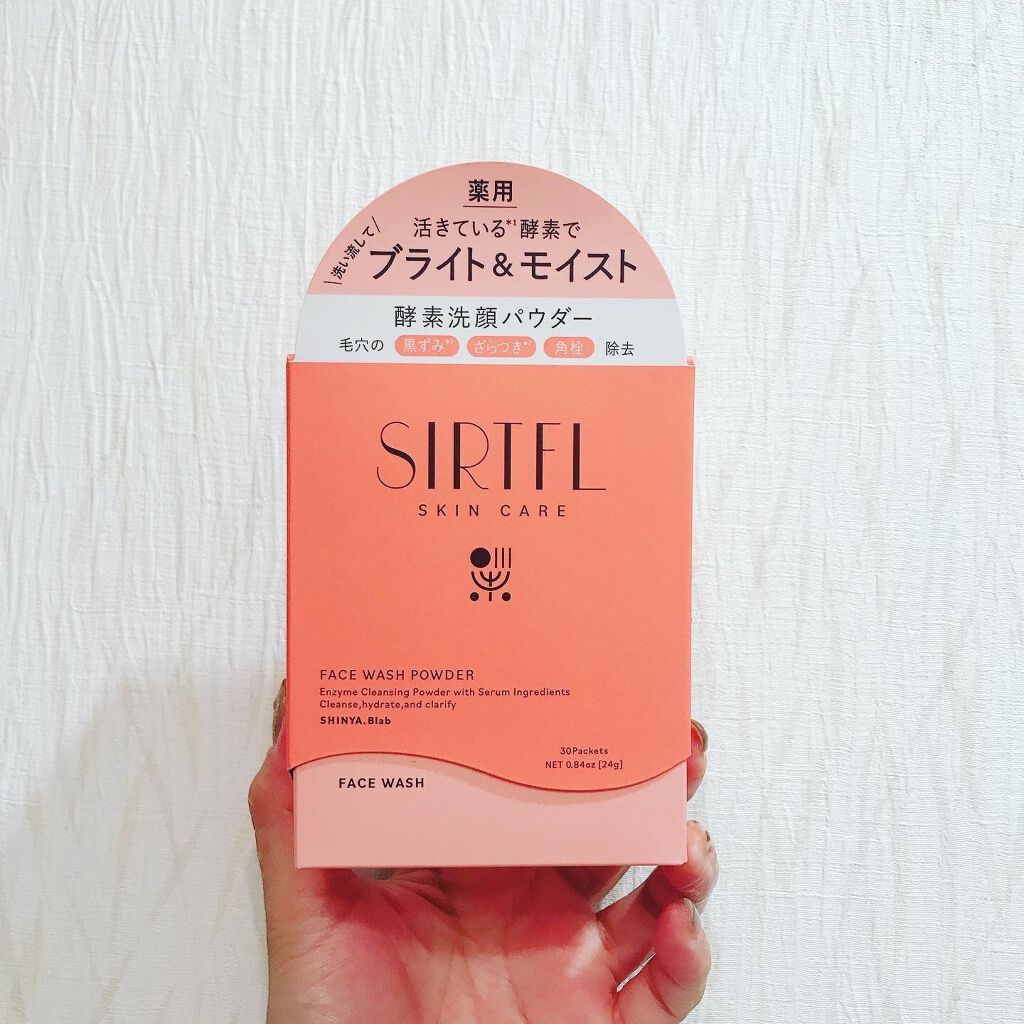 薬用
\洗い流して/
活きている*1酵素で
ブライト&モイスト
酵素洗顔パウダー
毛穴の 黒ずみ*2 ざらつき*2 角栓 除去
SIRTFL
SKIN CARE
FACE WASH POWDER
Enzyme Cleansing Powder with Serum Ingredients
Cleanse,hydrate,and clarify
SHINYA.Blab
30Packets
NET 0.84oz [24g]
FACE WASH